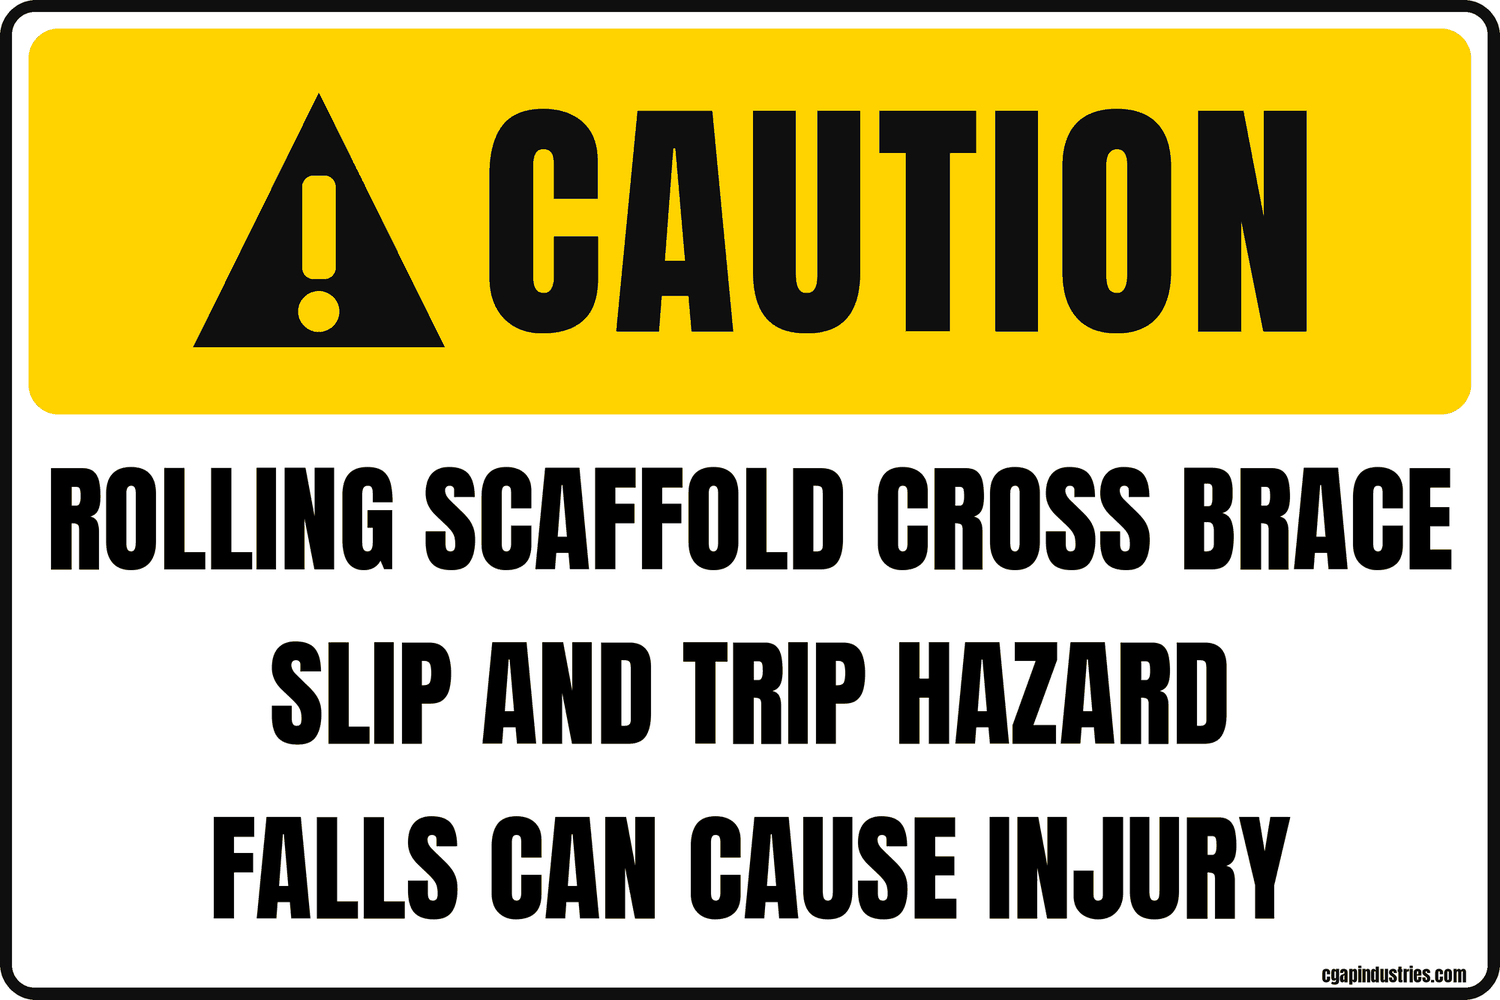 CAUTION
ROLLING SCAFFOLD CROSS BRACE
SLIP AND TRIP HAZARD
FALLS CAN CAUSE INJURY
cgapindustries.com